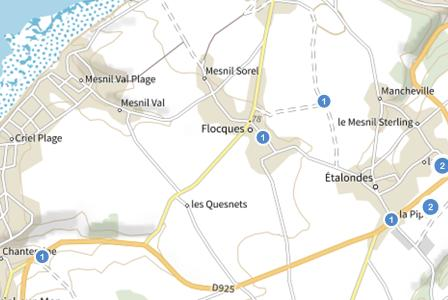 Mesnil Val Plage
Mesnil Sorel
Mancheville
Mesnil Val
78
1
Flocques
1
le Mesnil Sterling
Criel Plage
2
Étalondes
les Quesnets
2
1
la Pip
1
D925